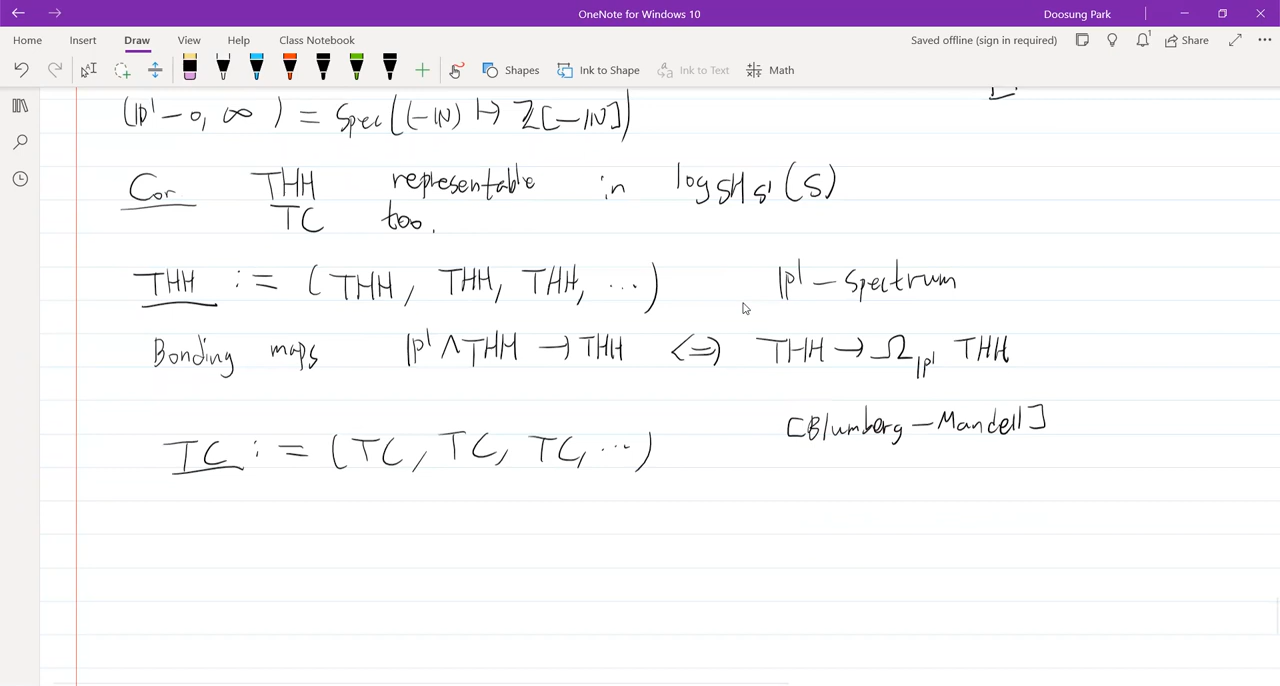 OneNote for Windows 10
Doosung Park
Home Insert Draw View Help Class Notebook
Saved offline (sign in required) Share
Shapes Ink to Shape Ink to Text Math
(ℙ¹ − 0, ∞) = Spec((−ℕ) ↦ ℤ[−ℕ])
Cor THH representable in logSH_S¹(S)
TC too.
THH := (THH, THH, THH, ...) ℙ¹ – spectrum
Bonding maps ℙ¹ ∧ THH → THH ⟺ THH → Ω_ℙ¹ THH
[Blumberg – Mandell]
TC := (TC, TC, TC, ...)